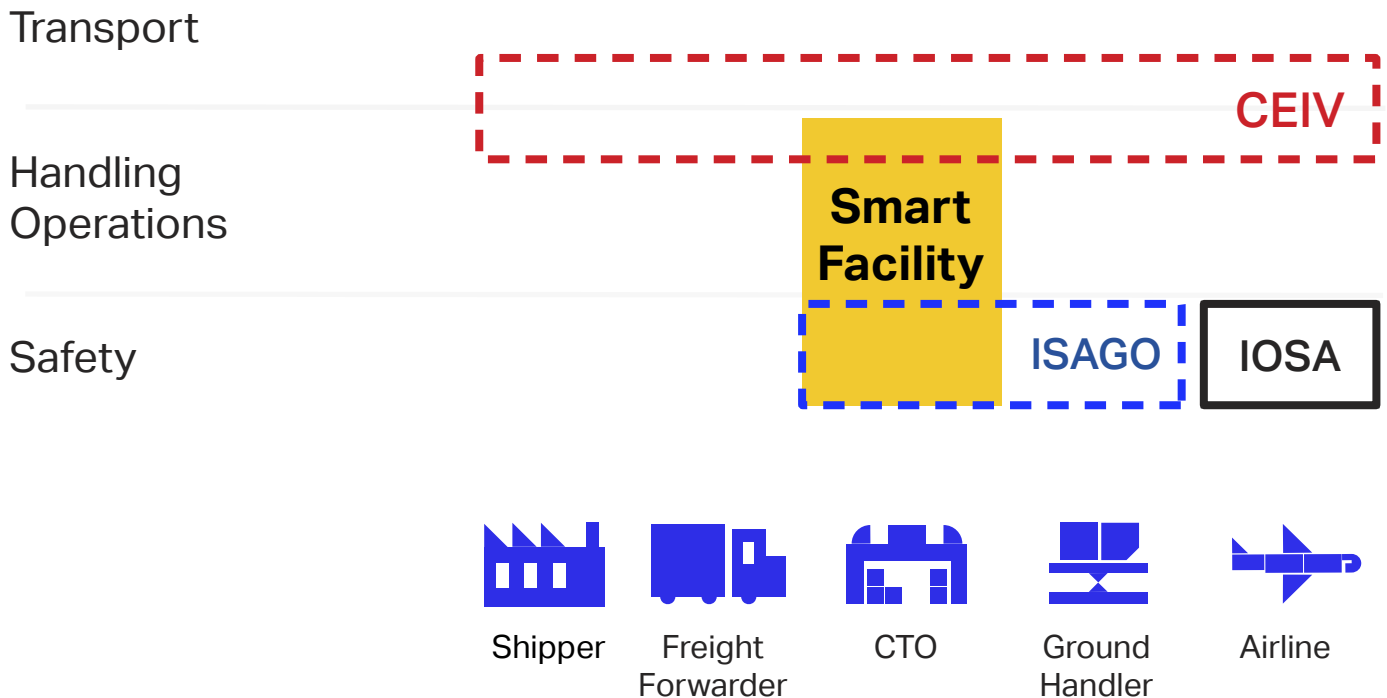 Transport
CEIV
Handling
Operations
Smart
Facility
Safety
ISAGO
IOSA
Shipper
Freight
Forwarder
CTO
Ground
Handler
Airline